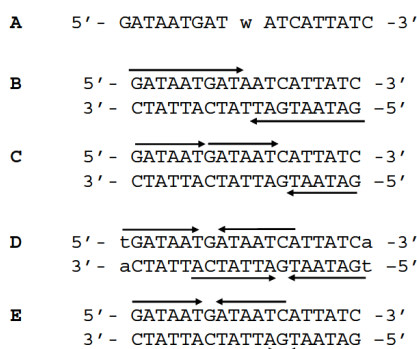 A 5′- GATAATGAT w ATCATTATC -3′
B 5′- GATAATGATAATCATTATC -3′
3′- CTATTACTATTAGTAATAG –5′
C 5′- GATAATGATAATCATTATC -3′
3′- CTATTACTATTAGTAATAG –5′
D 5′- tGATAATGATAATCATTATCa -3′
3′- aCTATTACTATTAGTAATAGt –5′
E 5′- GATAATGATAATCATTATC -3′
3′- CTATTACTATTAGTAATAG –5′